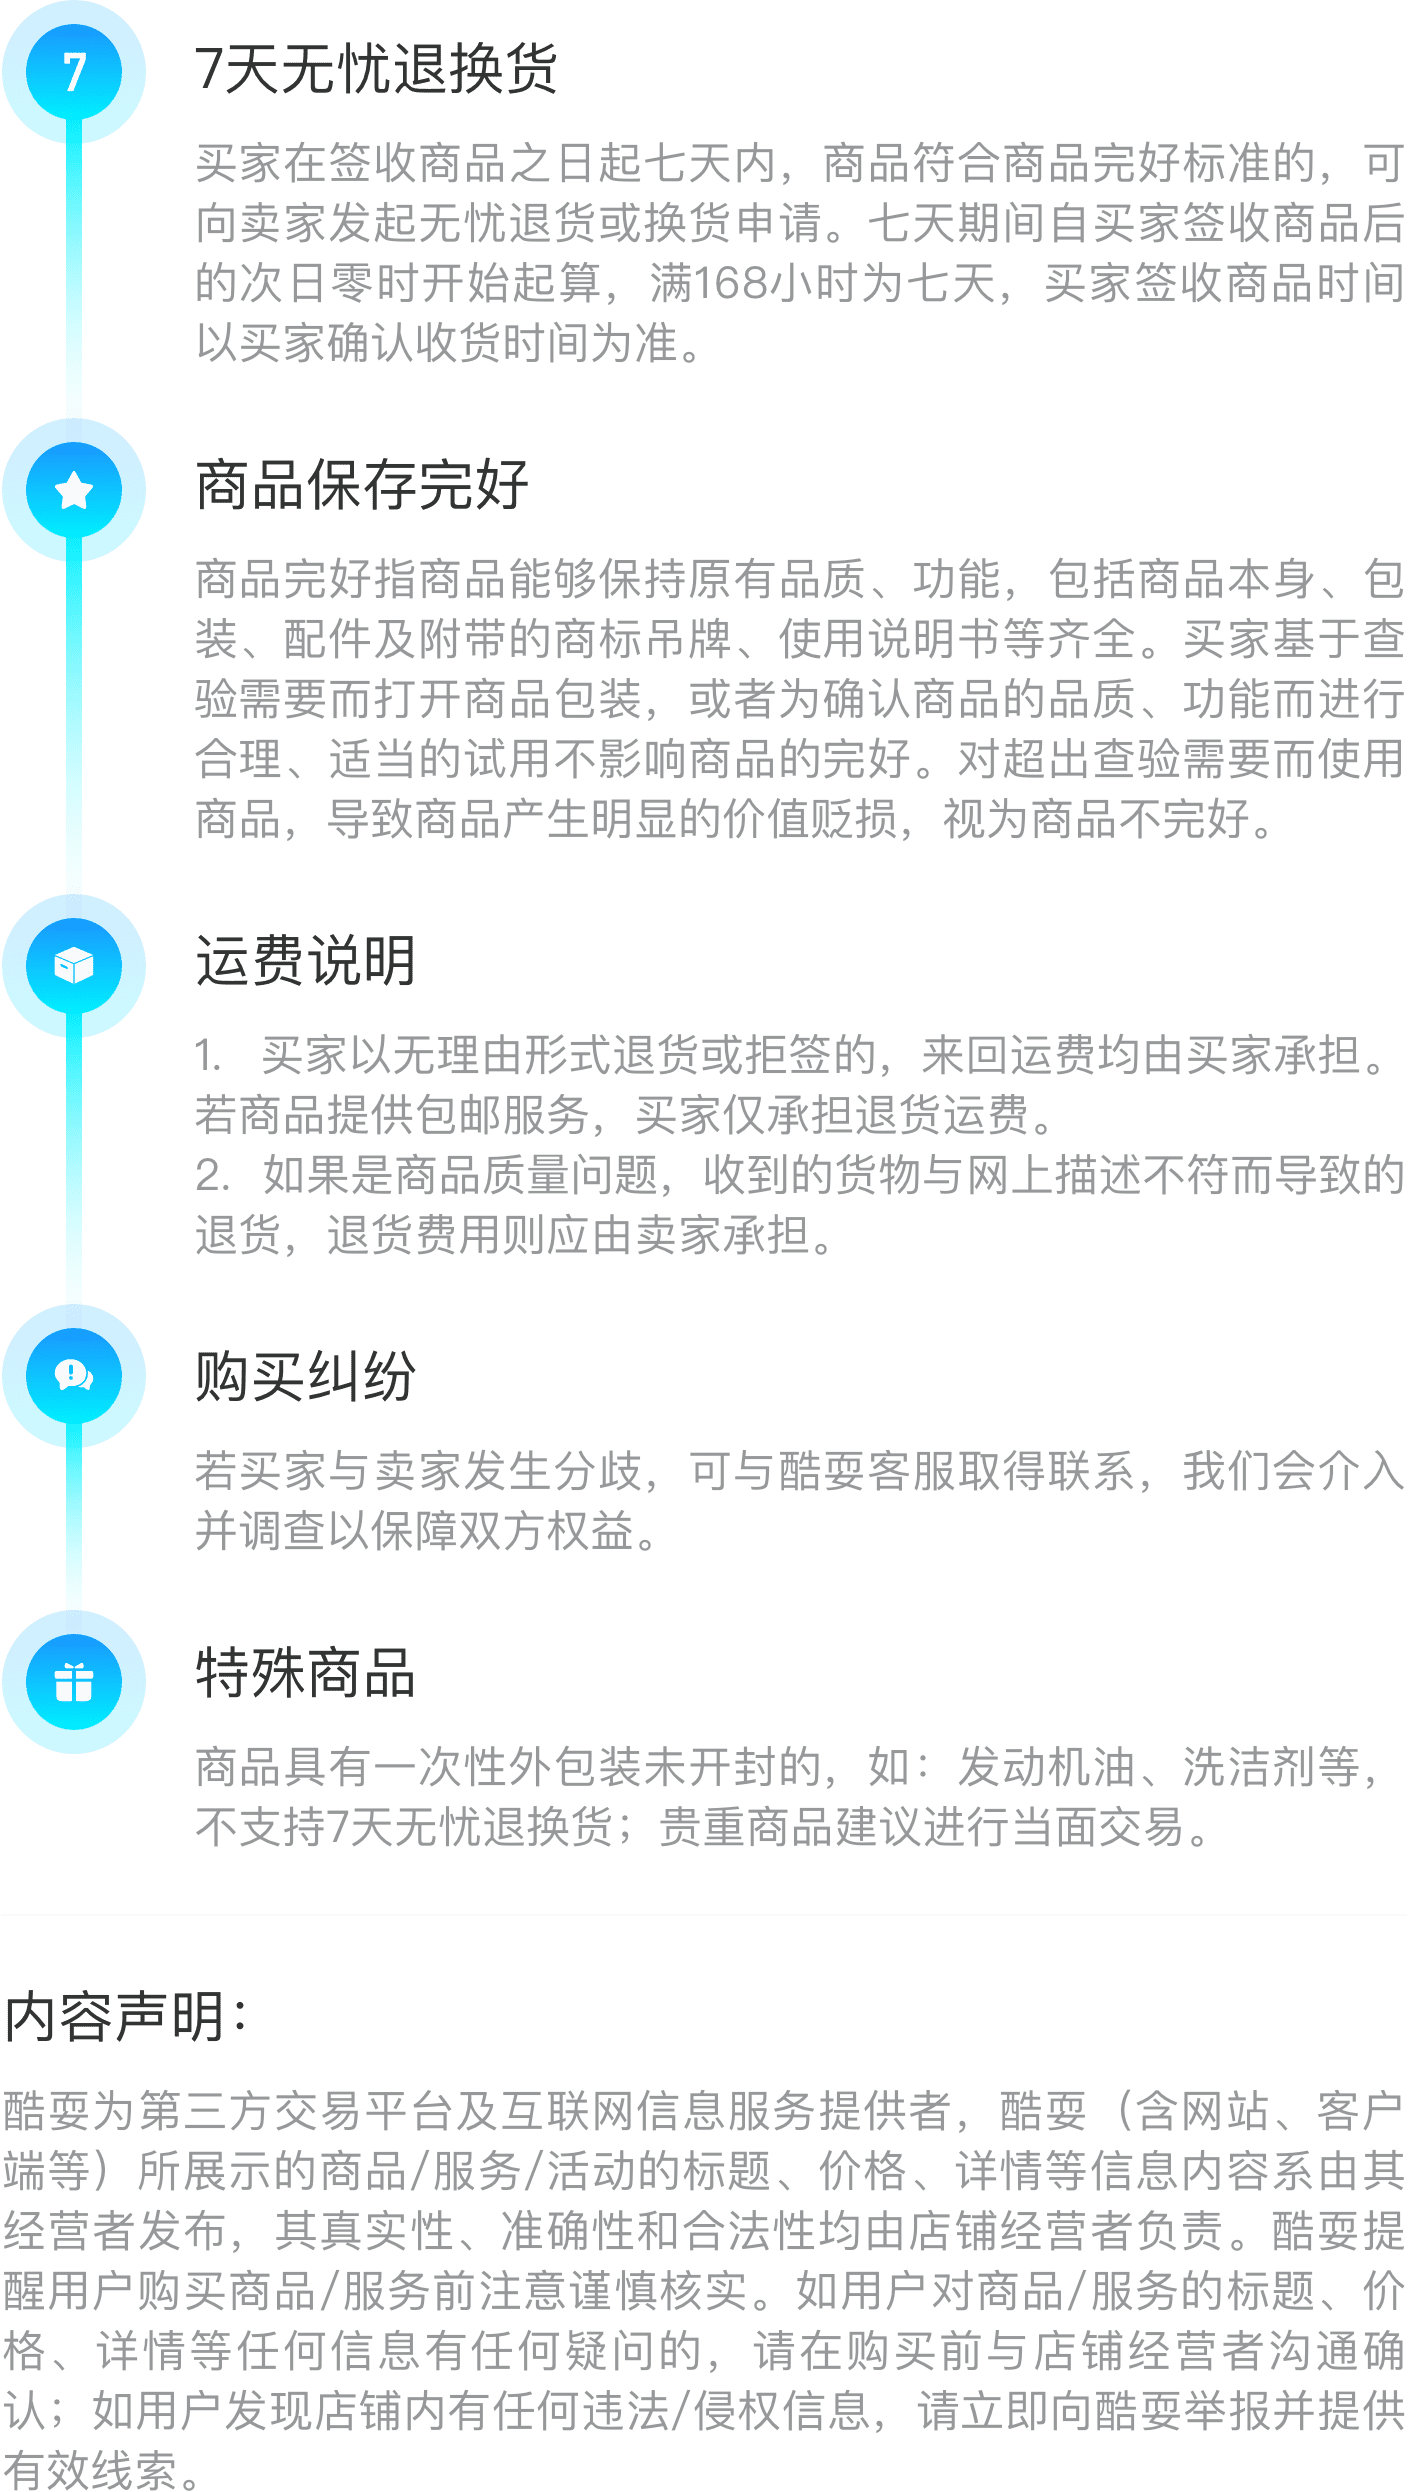 7
7天无忧退换货
买家在签收商品之日起七天内，商品符合商品完好标准的，可
向卖家发起无忧退货或换货申请。七天期间自买家签收商品后
的次日零时开始起算，满168小时为七天，买家签收商品时间
以买家确认收货时间为准。
商品保存完好
商品完好指商品能够保持原有品质、功能，包括商品本身、包
装、配件及附带的商标吊牌、使用说明书等齐全。买家基于查
验需要而打开商品包装，或者为确认商品的品质、功能而进行
合理、适当的试用不影响商品的完好。对超出查验需要而使用
商品，导致商品产生明显的价值贬损，视为商品不完好。
运费说明
1. 买家以无理由形式退货或拒签的，来回运费均由买家承担。
若商品提供包邮服务，买家仅承担退货运费。
2. 如果是商品质量问题，收到的货物与网上描述不符而导致的
退货，退货费用则应由卖家承担。
购买纠纷
若买家与卖家发生分歧，可与酷耍客服取得联系，我们会介入
并调查以保障双方权益。
特殊商品
商品具有一次性外包装未开封的，如：发动机油、洗洁剂等，
不支持7天无忧退换货；贵重商品建议进行当面交易。
内容声明：
酷耍为第三方交易平台及互联网信息服务提供者，酷耍（含网站、客户
端等）所展示的商品/服务/活动的标题、价格、详情等信息内容系由其
经营者发布，其真实性、准确性和合法性均由店铺经营者负责。酷耍提
醒用户购买商品/服务前注意谨慎核实。如用户对商品/服务的标题、价
格、详情等任何信息有任何疑问的，请在购买前与店铺经营者沟通确
认；如用户发现店铺内有任何违法/侵权信息，请立即向酷耍举报并提供
有效线索。